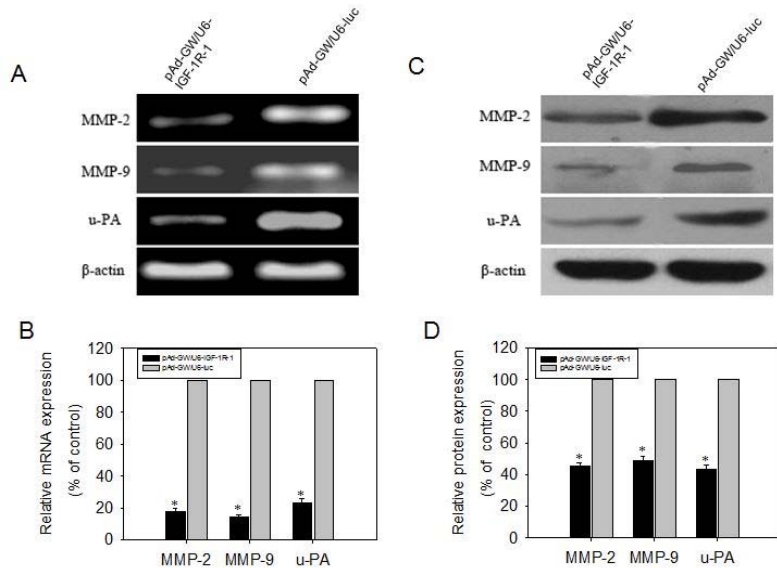 A
pAd-GW/U6-
IGF-1R-1
pAd-GW/U6-luc
MMP-2
MMP-9
u-PA
β-actin
C
pAd-GW/U6-
IGF-1R-1
pAd-GW/U6-luc
MMP-2
MMP-9
u-PA
β-actin
B
Relative mRNA expression
(% of control)
120
100
80
60
40
20
0
pAd-GW/U6-IGF-1R-1
pAd-GW/U6-luc
*
*
*
MMP-2 MMP-9 u-PA
D
Relative protein expression
(% of control)
120
100
80
60
40
20
0
pAd-GW/U6-IGF-1R-1
pAd-GW/U6-luc
*
*
*
MMP-2 MMP-9 u-PA